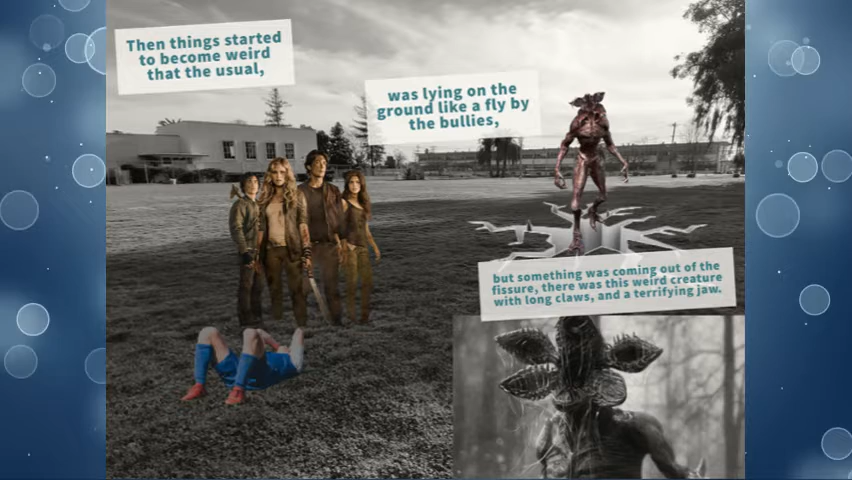 Then things started
to become weird
that the usual,
was lying on the
ground like a fly by
the bullies,
but something was coming out of the
fissure, there was this weird creature
with long claws, and a terrifying jaw.